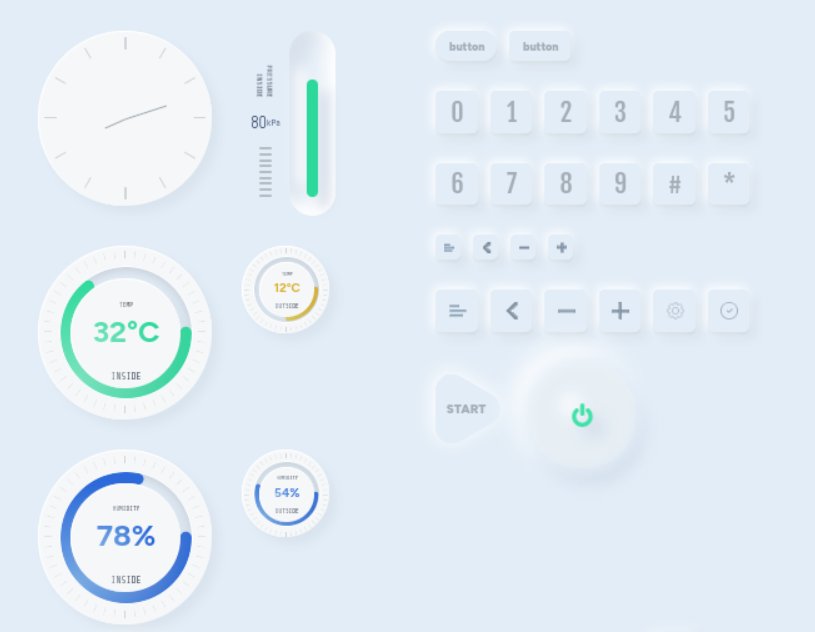 PRESSURE
INSIDE
80kPa
button
button
0 1 2 3 4 5
6 7 8 9 # *
TEMP
32°C
INSIDE
TEMP
12°C
OUTSIDE
START
HUMIDITY
78%
INSIDE
HUMIDITY
54%
OUTSIDE